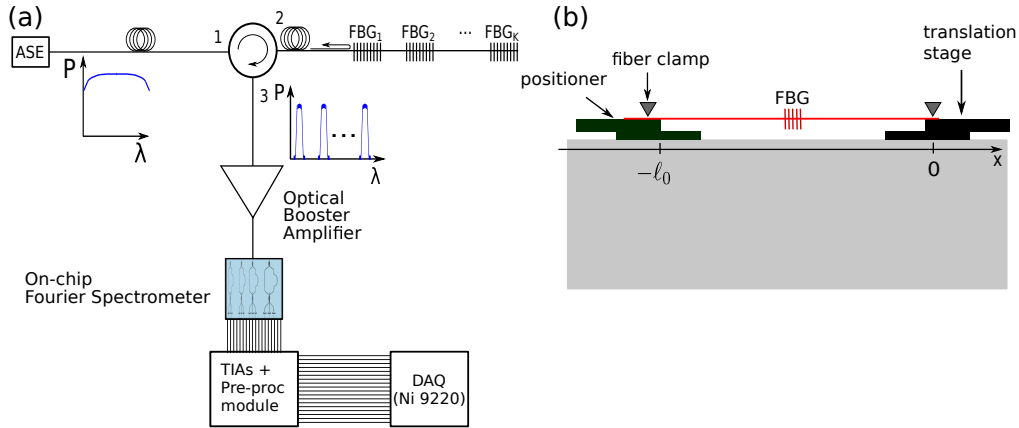 (a)
ASE
P
λ
1
2
3
FBG₁
FBG₂
...
FBG_K
P
...
λ
Optical
Booster
Amplifier
On-chip
Fourier Spectrometer
TIAs +
Pre-proc
module
DAQ
(Ni 9220)
(b)
positioner
fiber clamp
FBG
translation
stage
−ℓ₀
0
x